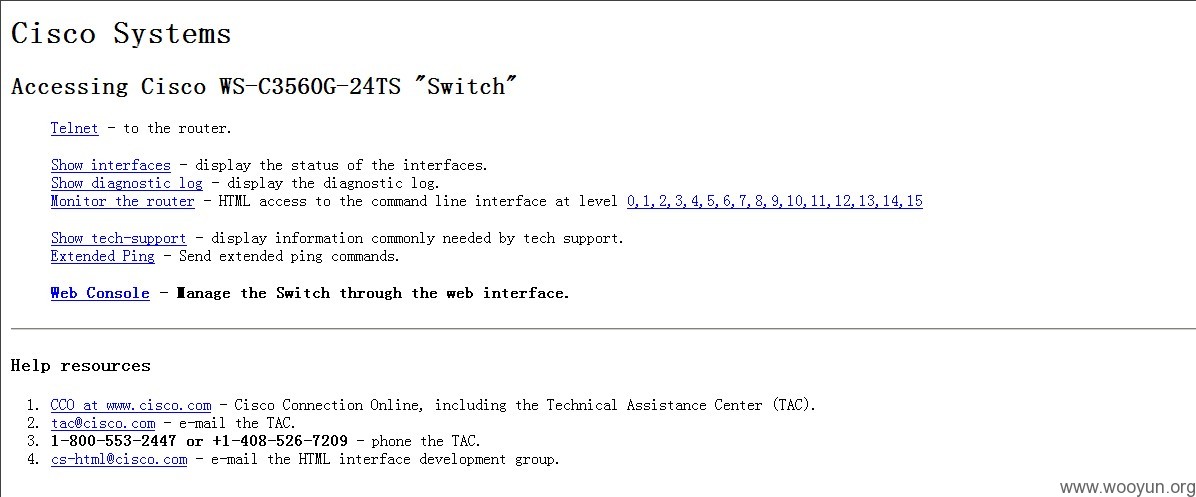 Cisco Systems
Accessing Cisco WS-C3560G-24TS "Switch"
Telnet - to the router.
Show interfaces - display the status of the interfaces.
Show diagnostic log - display the diagnostic log.
Monitor the router - HTML access to the command line interface at level 0,1,2,3,4,5,6,7,8,9,10,11,12,13,14,15
Show tech-support - display information commonly needed by tech support.
Extended Ping - Send extended ping commands.
Web Console - Manage the Switch through the web interface.
Help resources
1. CCO at www.cisco.com - Cisco Connection Online, including the Technical Assistance Center (TAC).
2. tac@cisco.com - e-mail the TAC.
3. 1-800-553-2447 or +1-408-526-7209 - phone the TAC.
4. cs-html@cisco.com - e-mail the HTML interface development group.
www.wooyun.org